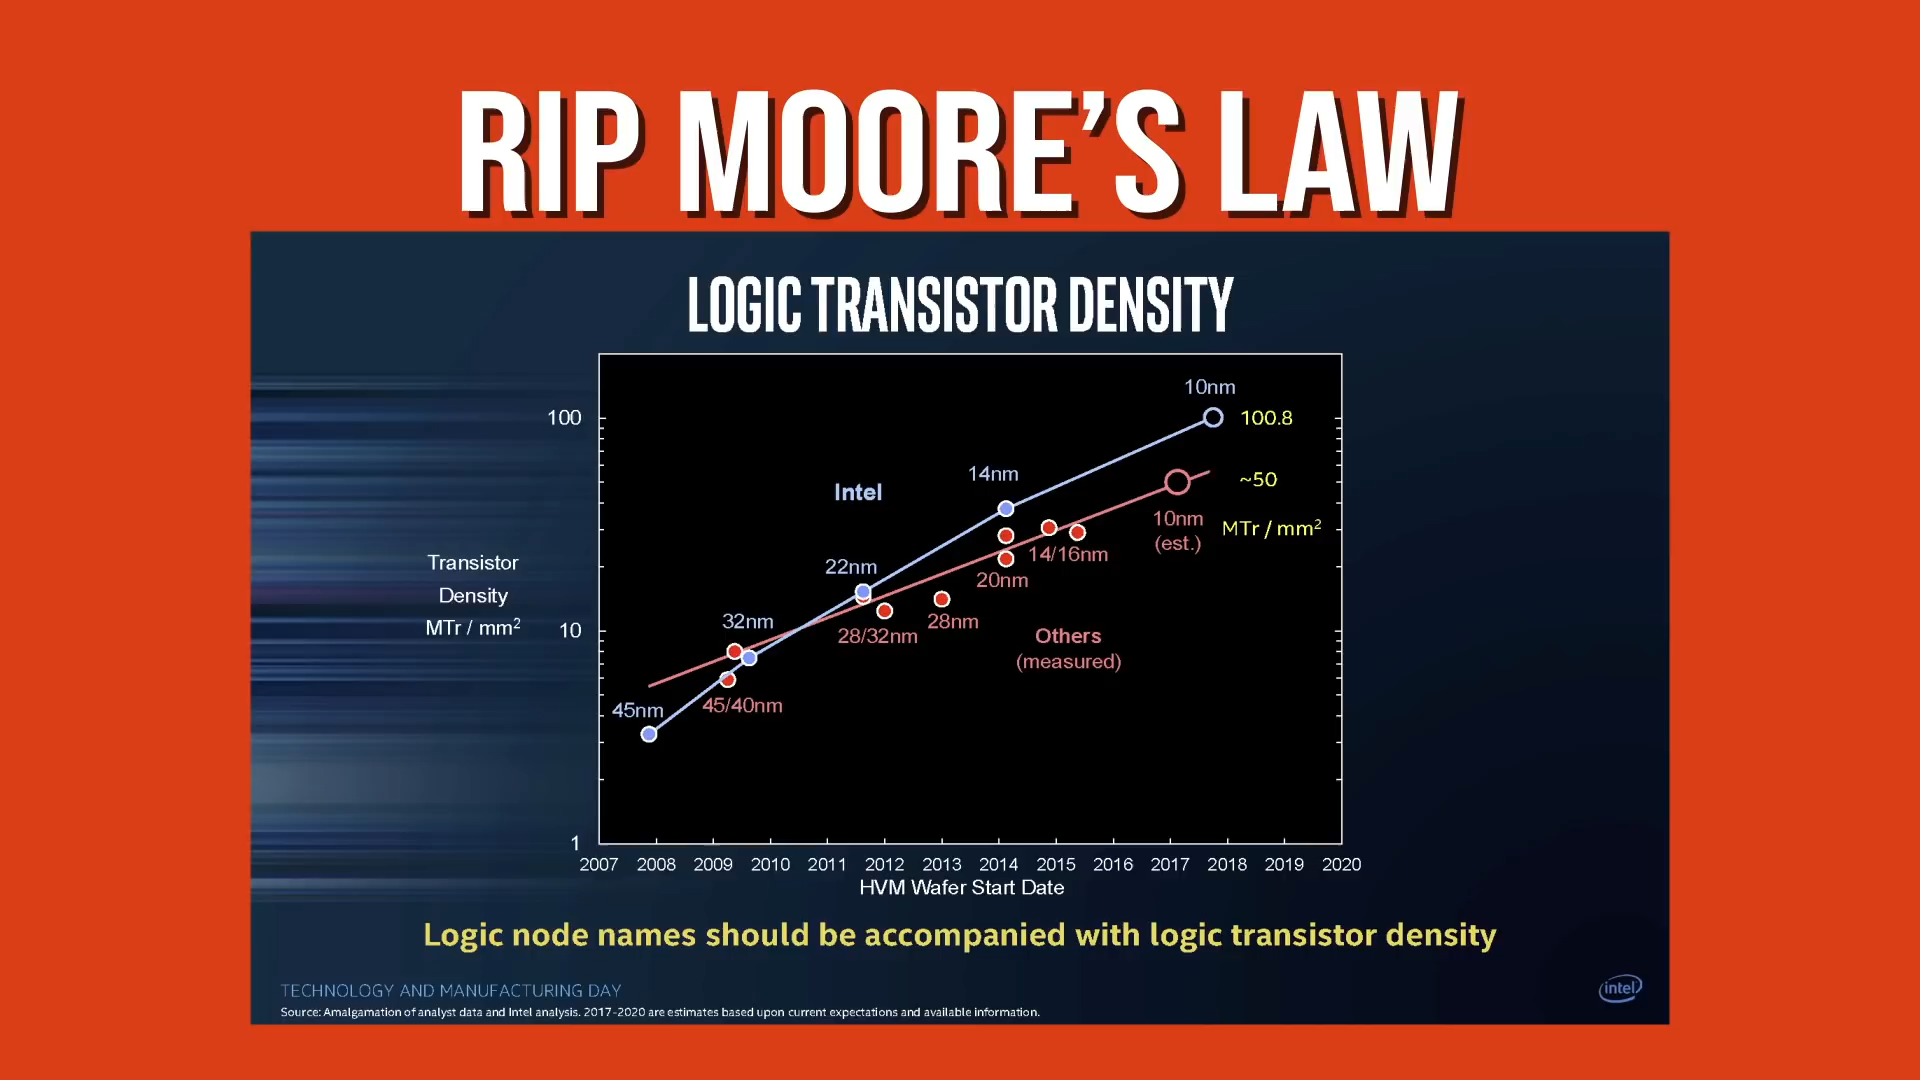 RIP MOORE'S LAW
LOGIC TRANSISTOR DENSITY
10nm
100
100.8
14nm
~50
Intel
10nm
(est.)
MTr / mm²
14/16nm
Transistor
Density
MTr / mm²
22nm
20nm
32nm
10
28/32nm
28nm
Others
(measured)
45nm
45/40nm
1
2007 2008 2009 2010 2011 2012 2013 2014 2015 2016 2017 2018 2019 2020
HVM Wafer Start Date
Logic node names should be accompanied with logic transistor density
TECHNOLOGY AND MANUFACTURING DAY
Source: Amalgamation of analyst data and Intel analysis. 2017-2020 are estimates based upon current expectations and available information.
intel